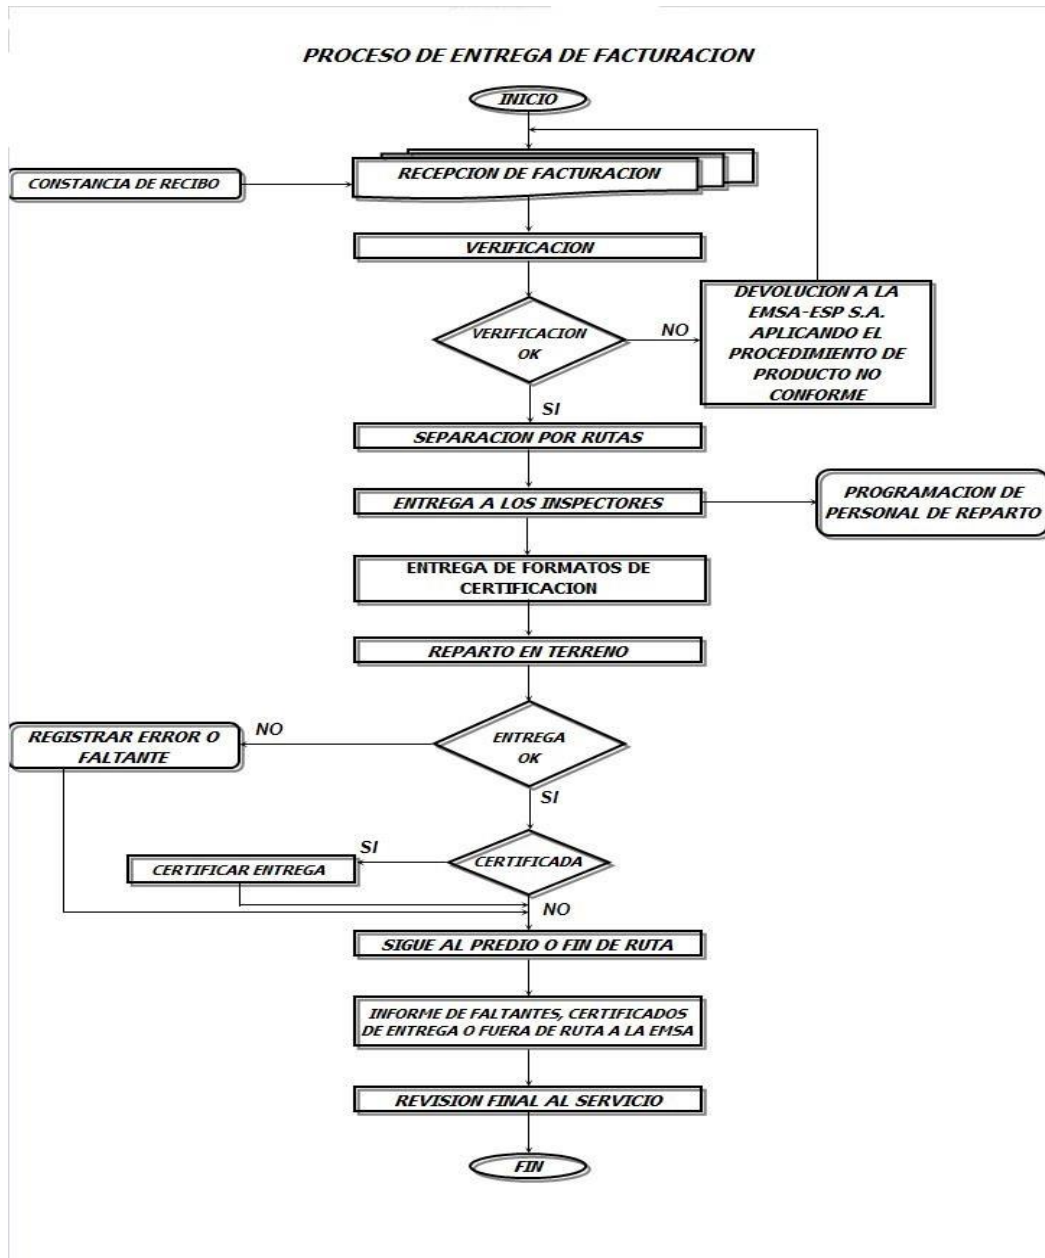 PROCESO DE ENTREGA DE FACTURACION
INICIO
CONSTANCIA DE RECIBO
RECEPCION DE FACTURACION
VERIFICACION
VERIFICACION
OK
NO
DEVOLUCION A LA
EMSA-ESP S.A.
APLICANDO EL
PROCEDIMIENTO DE
PRODUCTO NO
CONFORME
SI
SEPARACION POR RUTAS
ENTREGA A LOS INSPECTORES
PROGRAMACION DE
PERSONAL DE REPARTO
ENTREGA DE FORMATOS DE
CERTIFICACION
REPARTO EN TERRENO
ENTREGA
OK
NO
REGISTRAR ERROR O
FALTANTE
SI
CERTIFICADA
SI
CERTIFICAR ENTREGA
NO
SIGUE AL PREDIO O FIN DE RUTA
INFORME DE FALTANTES, CERTIFICADOS
DE ENTREGA O FUERA DE RUTA A LA EMSA
REVISION FINAL AL SERVICIO
FIN